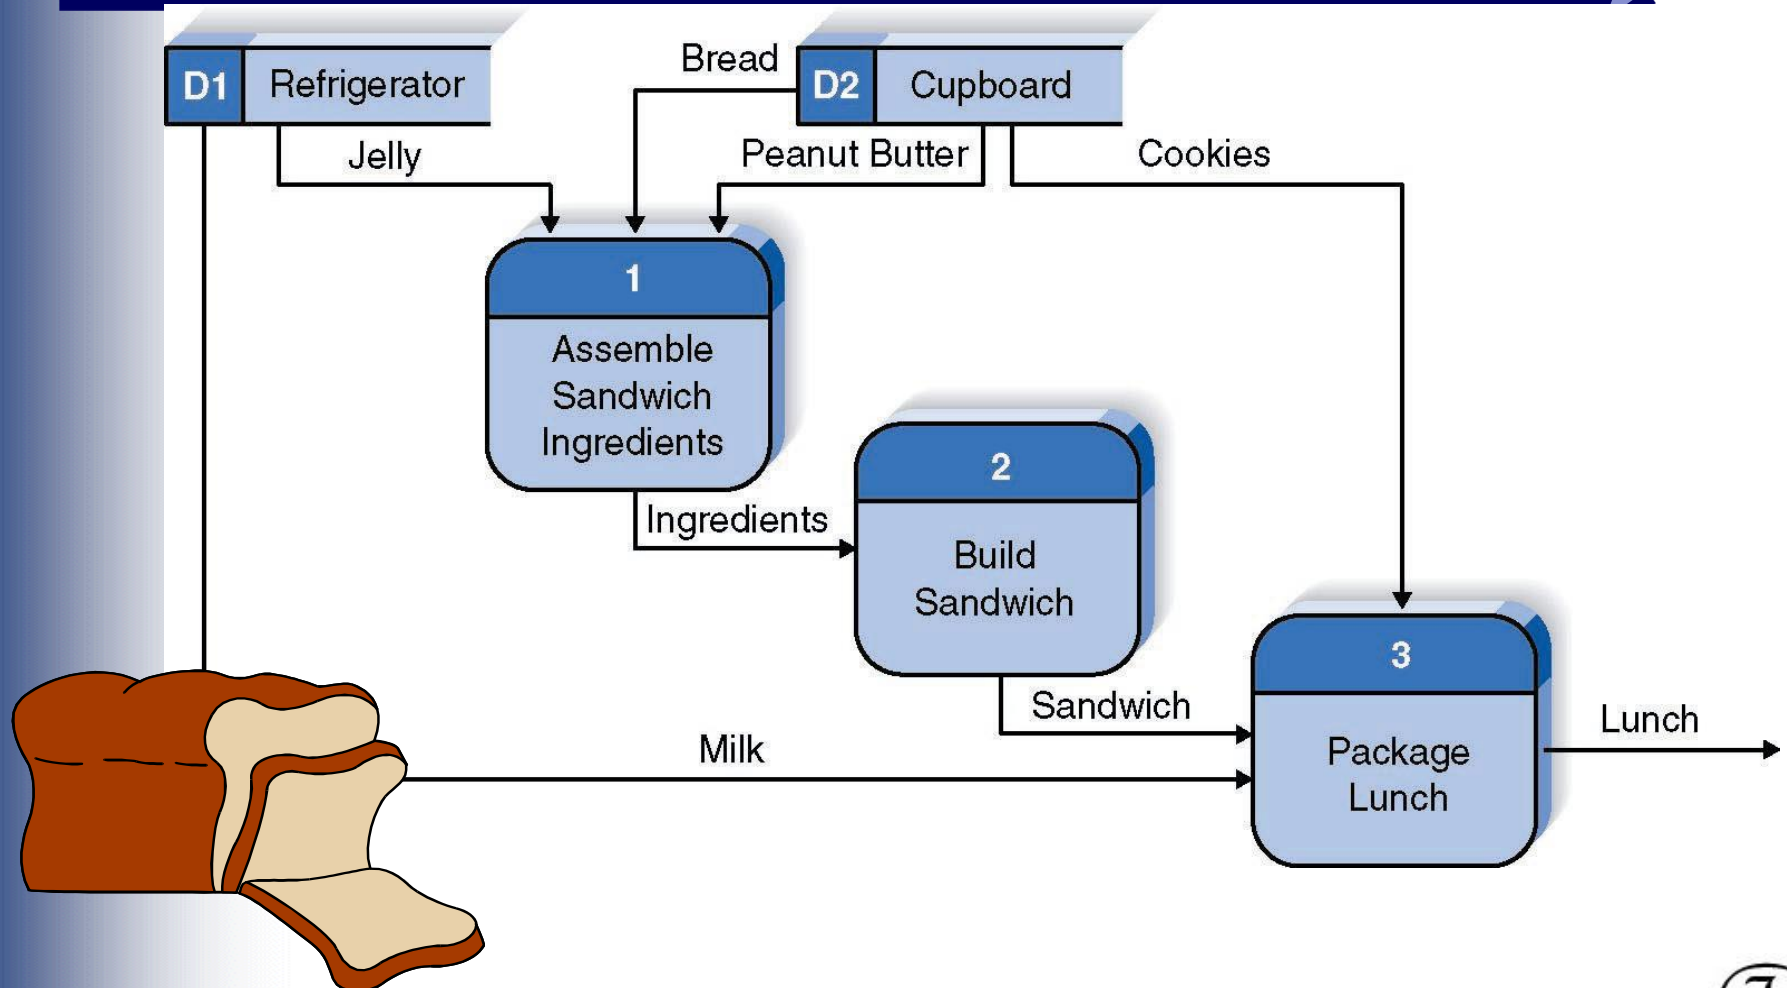 D1 Refrigerator
Bread
D2 Cupboard
Jelly
Peanut Butter
Cookies
1
Assemble
Sandwich
Ingredients
Ingredients
2
Build
Sandwich
Sandwich
Milk
3
Package
Lunch
Lunch